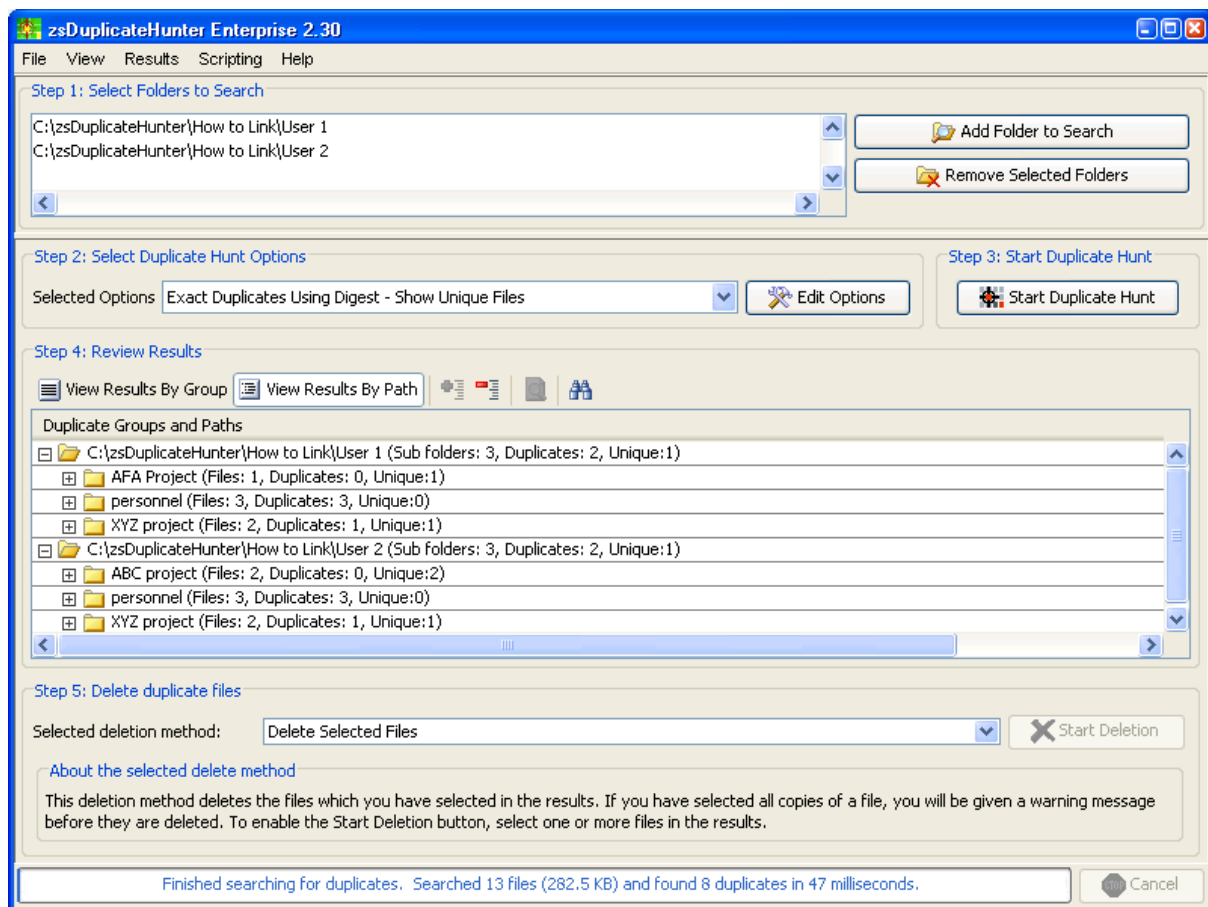 zsDuplicateHunter Enterprise 2.30
File View Results Scripting Help
Step 1: Select Folders to Search
C:\zsDuplicateHunter\How to Link\User 1
C:\zsDuplicateHunter\How to Link\User 2
Add Folder to Search
Remove Selected Folders
Step 2: Select Duplicate Hunt Options
Selected Options Exact Duplicates Using Digest - Show Unique Files Edit Options
Step 3: Start Duplicate Hunt
Start Duplicate Hunt
Step 4: Review Results
View Results By Group View Results By Path
Duplicate Groups and Paths
C:\zsDuplicateHunter\How to Link\User 1 (Sub folders: 3, Duplicates: 2, Unique:1)
AFA Project (Files: 1, Duplicates: 0, Unique:1)
personnel (Files: 3, Duplicates: 3, Unique:0)
XYZ project (Files: 2, Duplicates: 1, Unique:1)
C:\zsDuplicateHunter\How to Link\User 2 (Sub folders: 3, Duplicates: 2, Unique:1)
ABC project (Files: 2, Duplicates: 0, Unique:2)
personnel (Files: 3, Duplicates: 3, Unique:0)
XYZ project (Files: 2, Duplicates: 1, Unique:1)
Step 5: Delete duplicate files
Selected deletion method: Delete Selected Files Start Deletion
About the selected delete method
This deletion method deletes the files which you have selected in the results. If you have selected all copies of a file, you will be given a warning message
before they are deleted. To enable the Start Deletion button, select one or more files in the results.
Finished searching for duplicates. Searched 13 files (282.5 KB) and found 8 duplicates in 47 milliseconds.
STOP Cancel